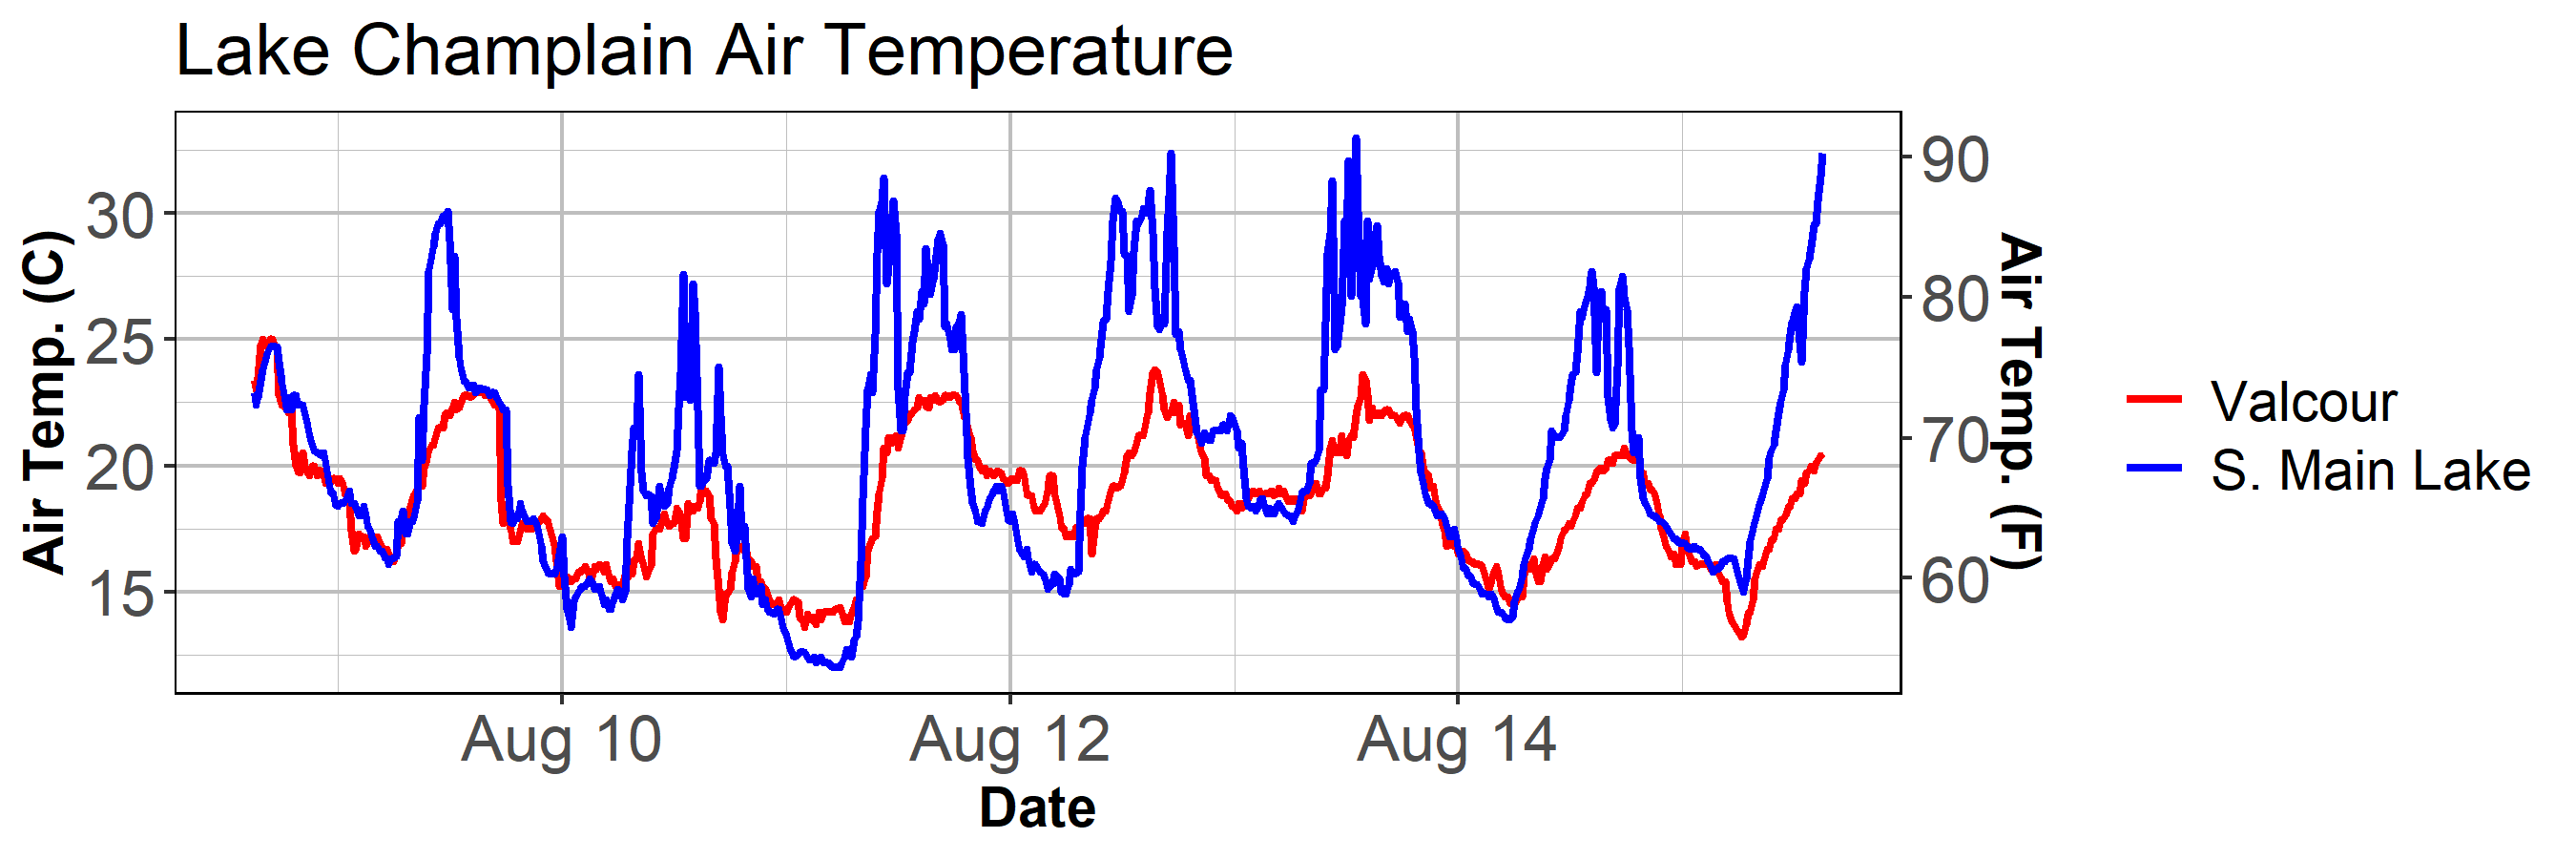 Lake Champlain Air Temperature
Air Temp. (C)
30
25
20
15
90
80
70
60
Air Temp. (F)
Aug 10
Aug 12
Aug 14
Date
Valcour
S. Main Lake